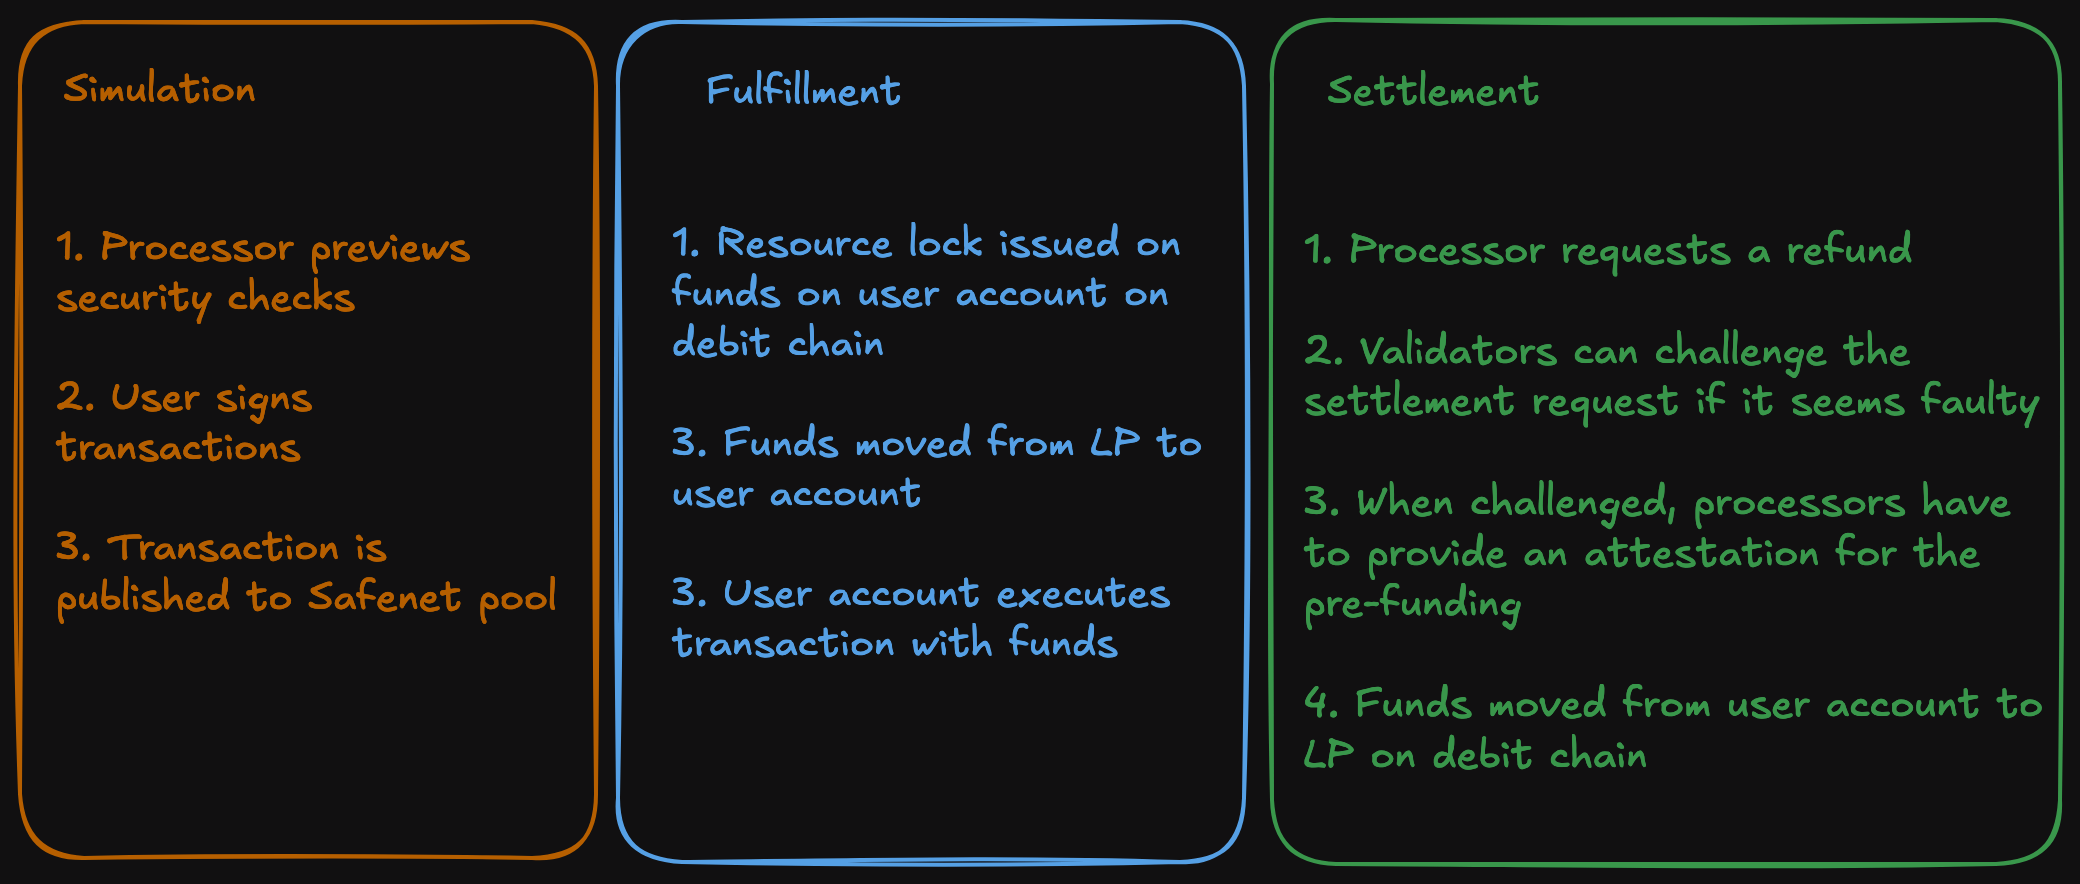 Simulation
1. Processor previews
security checks
2. User signs
transactions
3. Transaction is
published to Safenet pool
Fulfillment
1. Resource lock issued on
funds on user account on
debit chain
3. Funds moved from LP to
user account
3. User account executes
transaction with funds
Settlement
1. Processor requests a refund
2. Validators can challenge the
settlement request if it seems faulty
3. When challenged, processors have
to provide an attestation for the
pre-funding
4. Funds moved from user account to
LP on debit chain